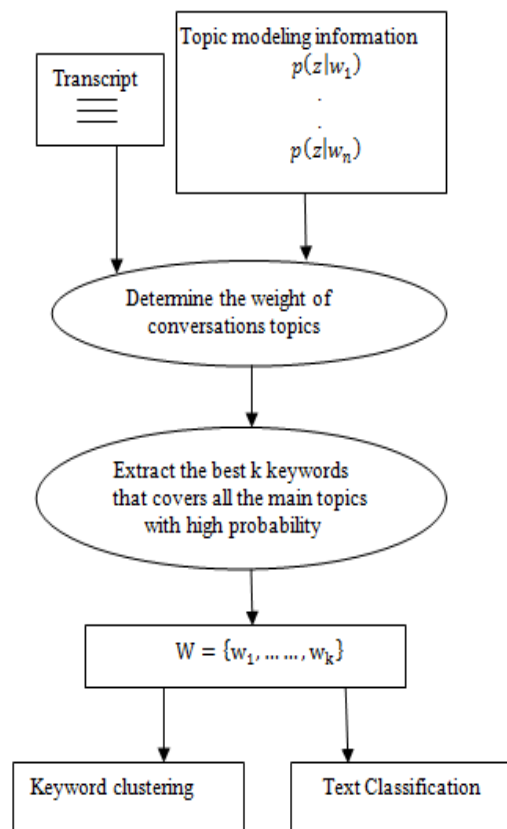 Topic modeling information
p(z|w₁)
.
.
p(z|wₙ)
Transcript
Determine the weight of
conversations topics
Extract the best k keywords
that covers all the main topics
with high probability
W = {w₁, ... ..., wₖ}
Keyword clustering
Text Classification